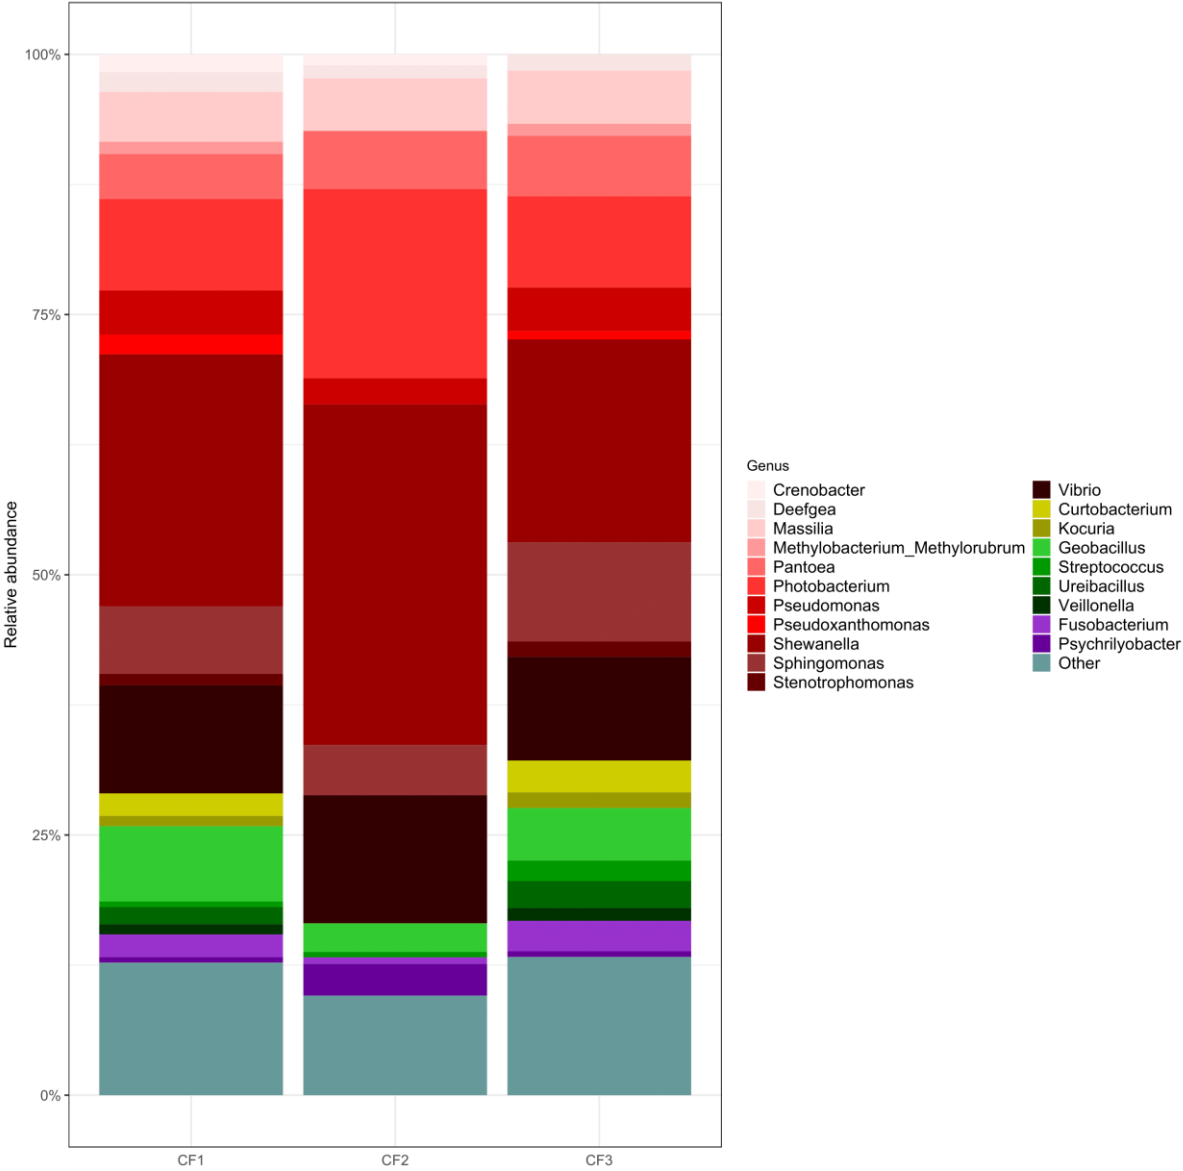 100%
75%
50%
25%
0%
Relative abundance
CF1
CF2
CF3
Genus
Crenobacter
Deefgea
Massilia
Methylobacterium_Methylorubrum
Pantoea
Photobacterium
Pseudomonas
Pseudoxanthomonas
Shewanella
Sphingomonas
Stenotrophomonas
Vibrio
Curtobacterium
Kocuria
Geobacillus
Streptococcus
Ureibacillus
Veillonella
Fusobacterium
Psychrilyobacter
Other